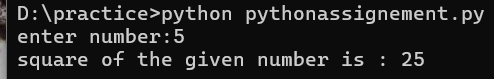 D:\practice>python pythonassignement.py
enter number:5
square of the given number is : 25